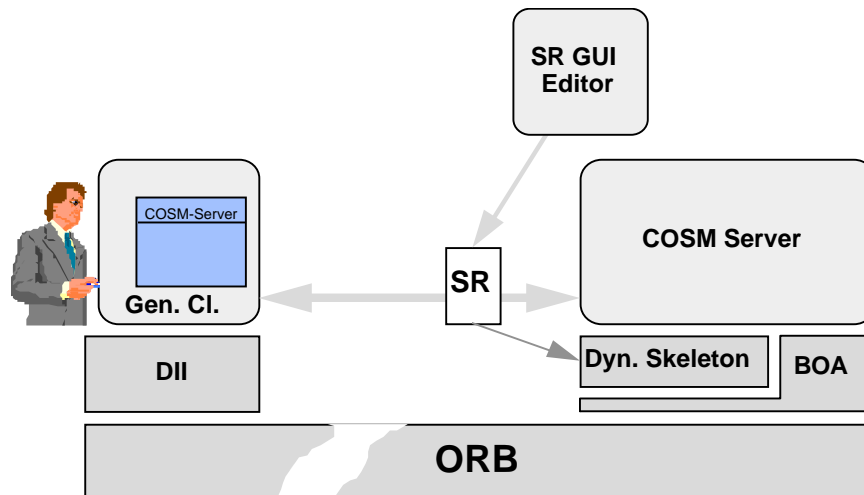 SR GUI
Editor
COSM-Server
Gen. Cl.
SR
COSM Server
DII
Dyn. Skeleton
BOA
ORB